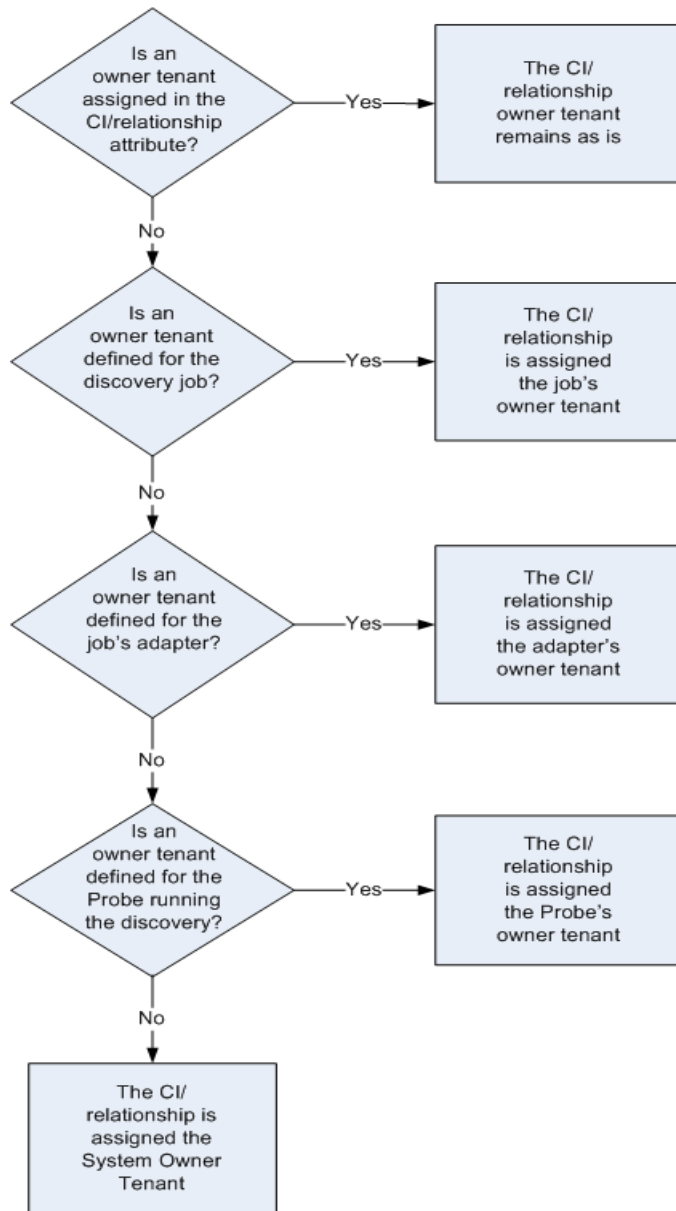 Is an
owner tenant
assigned in the
CI/relationship
attribute?
Yes
The CI/
relationship
owner tenant
remains as is
No
Is an
owner tenant
defined for the
discovery job?
Yes
The CI/
relationship
is assigned
the job's
owner tenant
No
Is an
owner tenant
defined for the
job's adapter?
Yes
The CI/
relationship
is assigned
the adapter's
owner tenant
No
Is an
owner tenant
defined for the
Probe running
the discovery?
Yes
The CI/
relationship
is assigned
the Probe's
owner tenant
No
The CI/
relationship is
assigned the
System Owner
Tenant